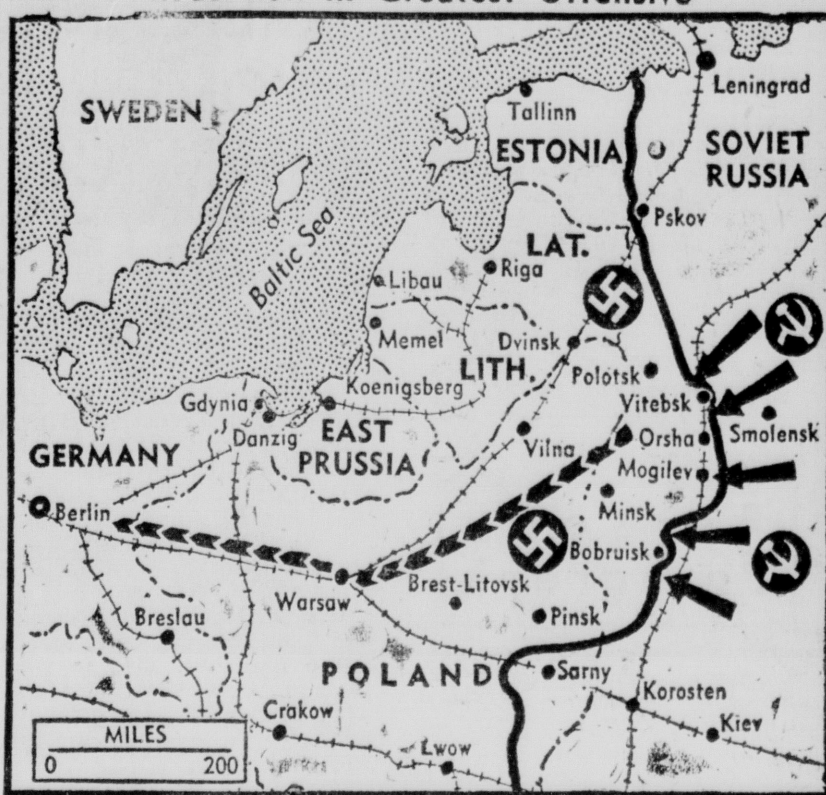 Greatest Offensive
SWEDEN
Leningrad
Tallinn
ESTONIA
SOVIET
RUSSIA
Pskov
LAT.
Baltic Sea
Riga
Libau
Memel
Dvinsk
LITH.
Polotsk
Koenigsberg
Gdynia
Vitebsk
Danzig
EAST
PRUSSIA
Vilna
Orsha
Smolensk
GERMANY
Mogilev
Minsk
Berlin
Bobruisk
Warsaw
Brest-Litovsk
Breslau
Pinsk
POLAND
Sarny
Korosten
Crakow
Kiev
Lwow
MILES
0 200